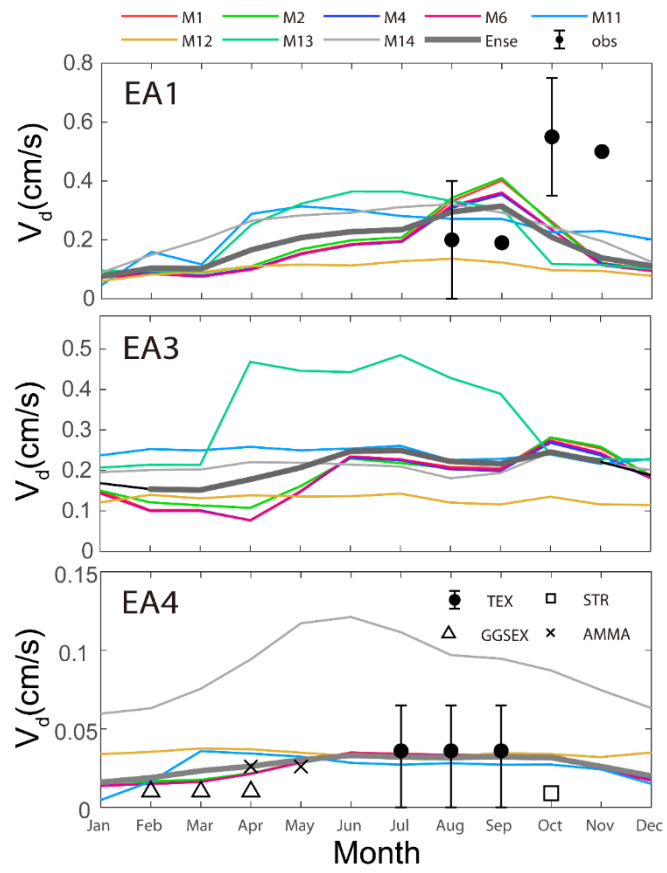 M1 M2 M4 M6 M11
M12 M13 M14 Ense obs
EA1
V_d(cm/s)
0.8
0.6
0.4
0.2
0
EA3
V_d(cm/s)
0.5
0.4
0.3
0.2
0.1
0
EA4
TEX STR
GGSEX AMMA
V_d(cm/s)
0.15
0.1
0.05
0
Jan Feb Mar Apr May Jun Jul Aug Sep Oct Nov Dec
Month